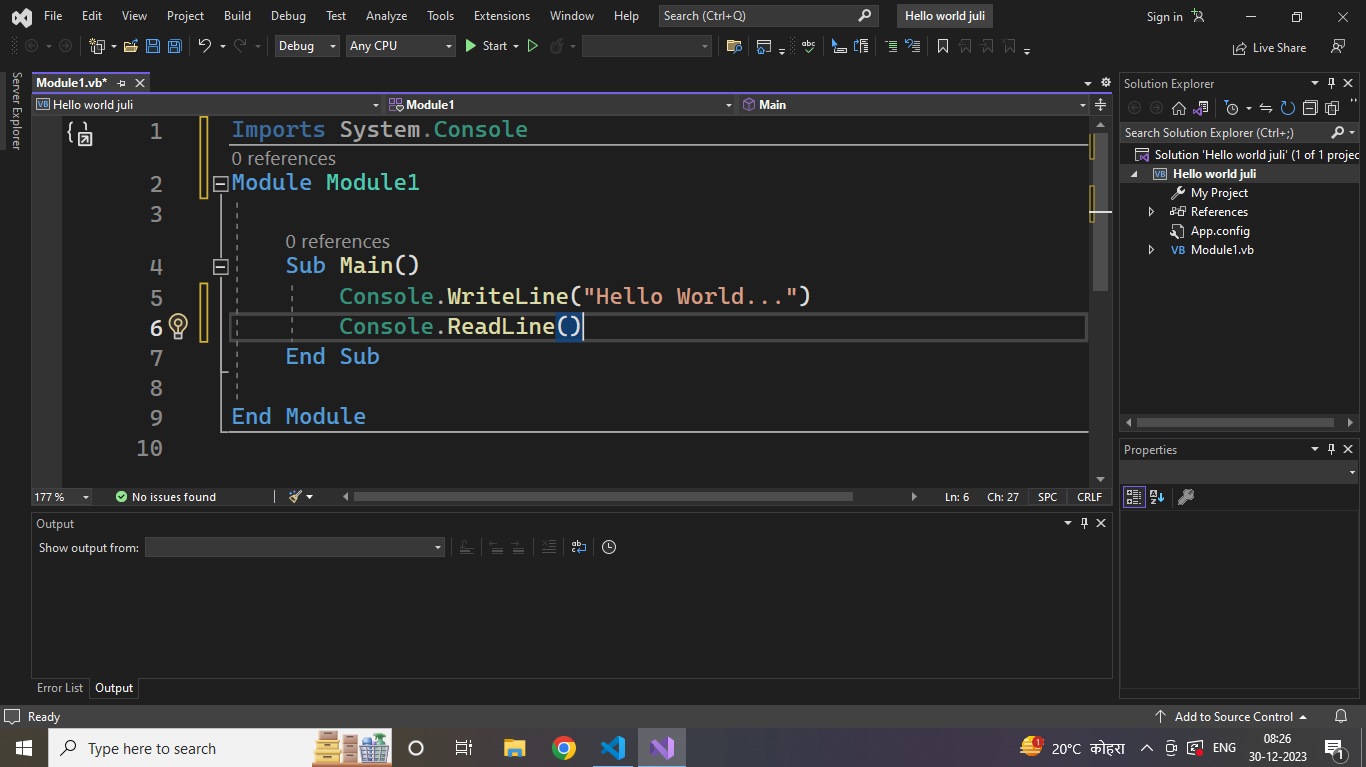 File Edit View Project Build Debug Test Analyze Tools Extensions Window Help Search (Ctrl+Q) Hello world juli Sign in
Debug Any CPU Start Live Share
Server Explorer
Module1.vb*
Hello world juli Module1 Main
1 Imports System.Console
0 references
2 Module Module1
3
0 references
4 Sub Main()
5 Console.WriteLine("Hello World...")
6 Console.ReadLine()
7 End Sub
8
9 End Module
10
177 % No issues found Ln: 6 Ch: 27 SPC CRLF
Solution Explorer
Search Solution Explorer (Ctrl+;)
Solution 'Hello world juli' (1 of 1 projec
VB Hello world juli
My Project
References
App.config
VB Module1.vb
Properties
Output
Show output from:
Error List Output
Ready Add to Source Control
Type here to search 1 20°C कोहरा ENG 08:26
30-12-2023 1